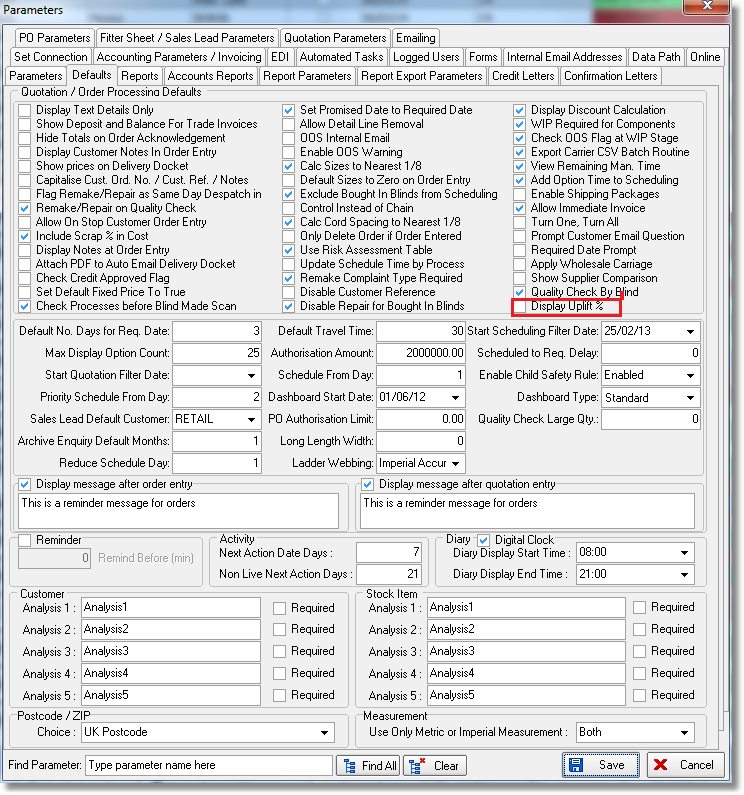 Parameters
PO Parameters Fitter Sheet / Sales Lead Parameters Quotation Parameters Emailing
Set Connection Accounting Parameters / Invoicing EDI Automated Tasks Logged Users Forms Internal Email Addresses Data Path Online
Parameters Defaults Reports Accounts Reports Report Parameters Report Export Parameters Credit Letters Confirmation Letters
Quotation / Order Processing Defaults
Display Text Details Only
Show Deposit and Balance For Trade Invoices
Hide Totals on Order Acknowledgement
Display Customer Notes In Order Entry
Show prices on Delivery Docket
Capitalise Cust. Ord. No. / Cust. Ref. / Notes
Flag Remake/Repair as Same Day Despatch in
Remake/Repair on Quality Check
Allow On Stop Customer Order Entry
Include Scrap % in Cost
Display Notes at Order Entry
Attach PDF to Auto Email Delivery Docket
Check Credit Approved Flag
Set Default Fixed Price To True
Check Processes before Blind Made Scan
Set Promised Date to Required Date
Allow Detail Line Removal
OOS Internal Email
Enable OOS Warning
Calc Sizes to Nearest 1/8
Default Sizes to Zero on Order Entry
Exclude Bought In Blinds from Scheduling
Control Instead of Chain
Calc Cord Spacing to Nearest 1/8
Only Delete Order if Order Entered
Use Risk Assessment Table
Update Schedule Time by Process
Remake Complaint Type Required
Disable Customer Reference
Disable Repair for Bought In Blinds
Display Discount Calculation
WIP Required for Components
Check OOS Flag at WIP Stage
Export Carrier CSV Batch Routine
View Remaining Man. Time
Add Option Time to Scheduling
Enable Shipping Packages
Allow Immediate Invoice
Turn One, Turn All
Prompt Customer Email Question
Required Date Prompt
Apply Wholesale Carriage
Show Supplier Comparison
Quality Check By Blind
Display Uplift %
Default No. Days for Req. Date: 3 Default Travel Time: 30 Start Scheduling Filter Date: 25/02/13
Max Display Option Count: 25 Authorisation Amount: 2000000.00 Scheduled to Req. Delay: 0
Start Quotation Filter Date: Schedule From Day: 1 Enable Child Safety Rule: Enabled
Priority Schedule From Day: 2 Dashboard Start Date: 01/06/12 Dashboard Type: Standard
Sales Lead Default Customer: RETAIL PO Authorisation Limit: 0.00 Quality Check Large Qty.: 0
Archive Enquiry Default Months: 1 Long Length Width: 0
Reduce Schedule Day: 1 Ladder Webbing: Imperial Accur
Display message after order entry
This is a reminder message for orders
Display message after quotation entry
This is a reminder message for orders
Reminder
0 Remind Before (min)
Activity
Next Action Date Days : 7
Non Live Next Action Days : 21
Diary Digital Clock
Diary Display Start Time : 08:00
Diary Display End Time : 21:00
Customer
Analysis 1 : Analysis1 Required
Analysis 2 : Analysis2 Required
Analysis 3 : Analysis3 Required
Analysis 4 : Analysis4 Required
Analysis 5 : Analysis5 Required
Stock Item
Analysis 1 : Analysis1 Required
Analysis 2 : Analysis2 Required
Analysis 3 : Analysis3 Required
Analysis 4 : Analysis4 Required
Analysis 5 : Analysis5 Required
Postcode / ZIP
Choice : UK Postcode
Measurement
Use Only Metric or Imperial Measurement : Both
Find Parameter: Type parameter name here Find All Clear Save Cancel